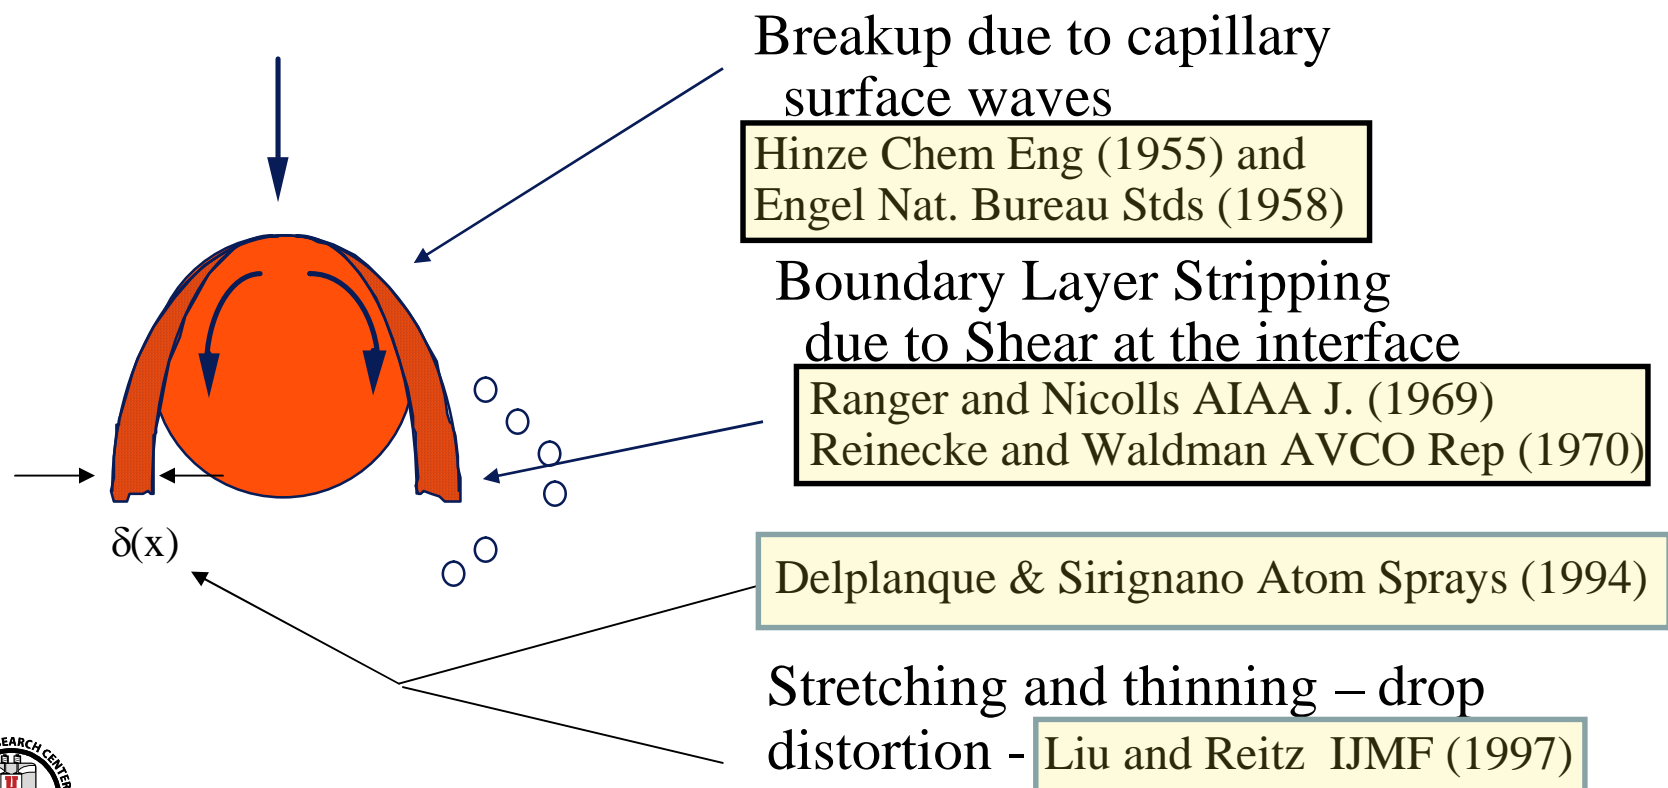 Breakup due to capillary
surface waves
Hinze Chem Eng (1955) and
Engel Nat. Bureau Stds (1958)
Boundary Layer Stripping
due to Shear at the interface
Ranger and Nicolls AIAA J. (1969)
Reinecke and Waldman AVCO Rep (1970)
δ(x)
Delplanque & Sirignano Atom Sprays (1994)
Stretching and thinning – drop
distortion - Liu and Reitz IJMF (1997)
CENTER